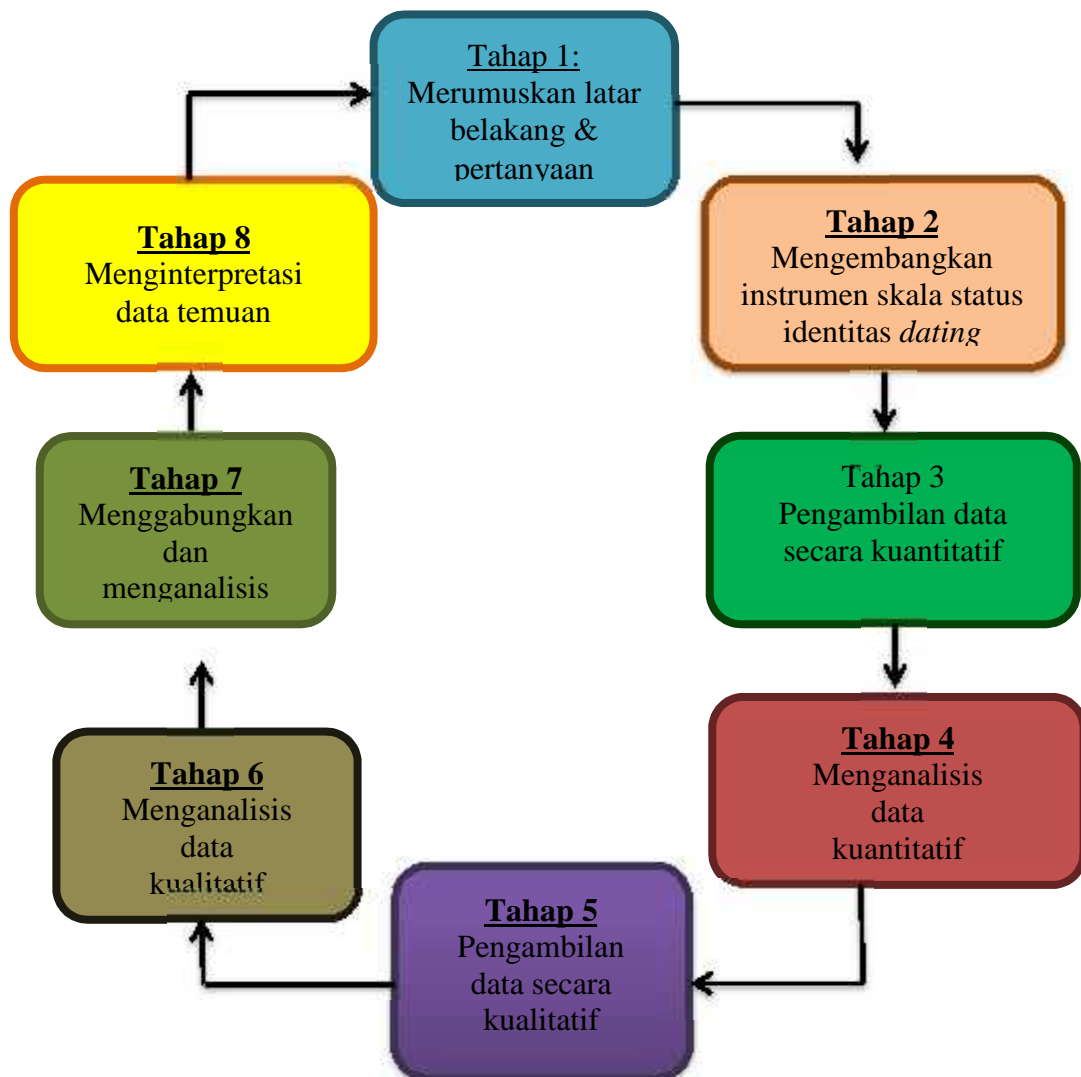 Tahap 1:
Merumuskan latar
belakang &
pertanyaan
Tahap 2
Mengembangkan
instrumen skala status
identitas dating
Tahap 3
Pengambilan data
secara kuantitatif
Tahap 4
Menganalisis
data
kuantitatif
Tahap 5
Pengambilan
data secara
kualitatif
Tahap 6
Menganalisis
data
kualitatif
Tahap 7
Menggabungkan
dan
menganalisis
Tahap 8
Menginterpretasi
data temuan